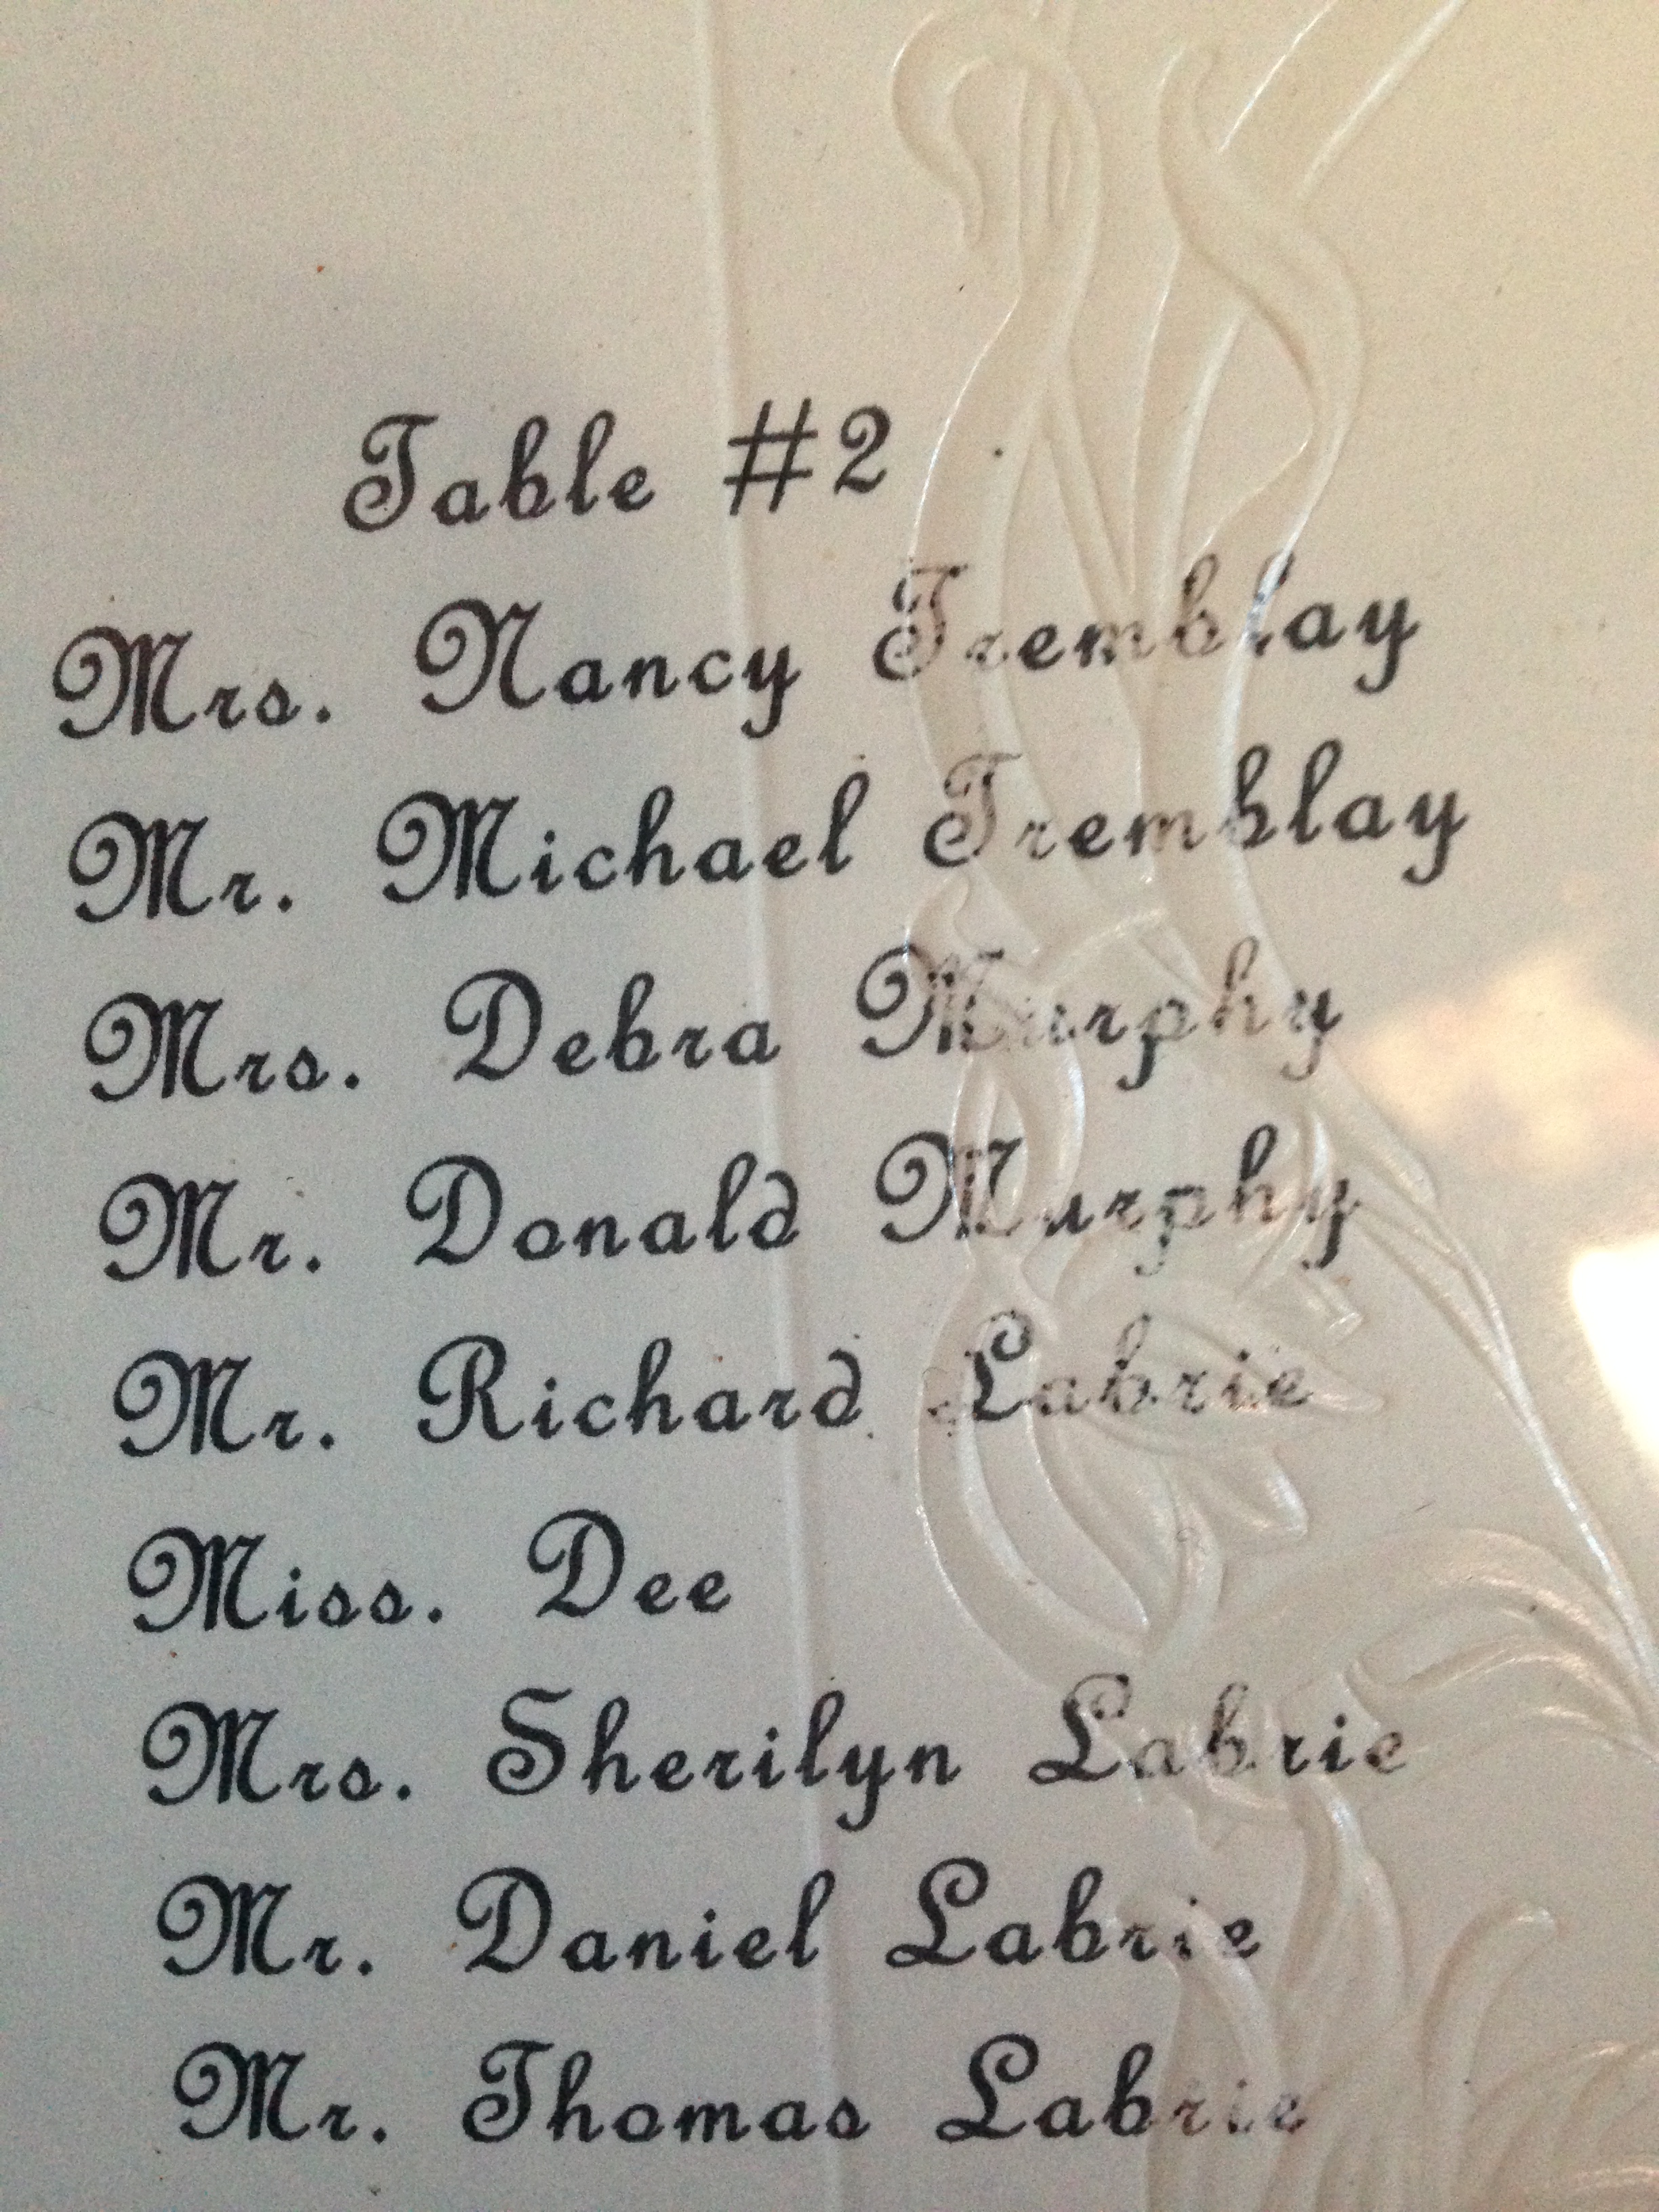 Table #2
Mrs. Nancy Tremblay
Mr. Michael Tremblay
Mrs. Debra Murphy
Mr. Donald Murphy
Mr. Richard Labrie
Miss. Dee
Mrs. Sherilyn Labrie
Mr. Daniel Labrie
Mr. Thomas Labrie